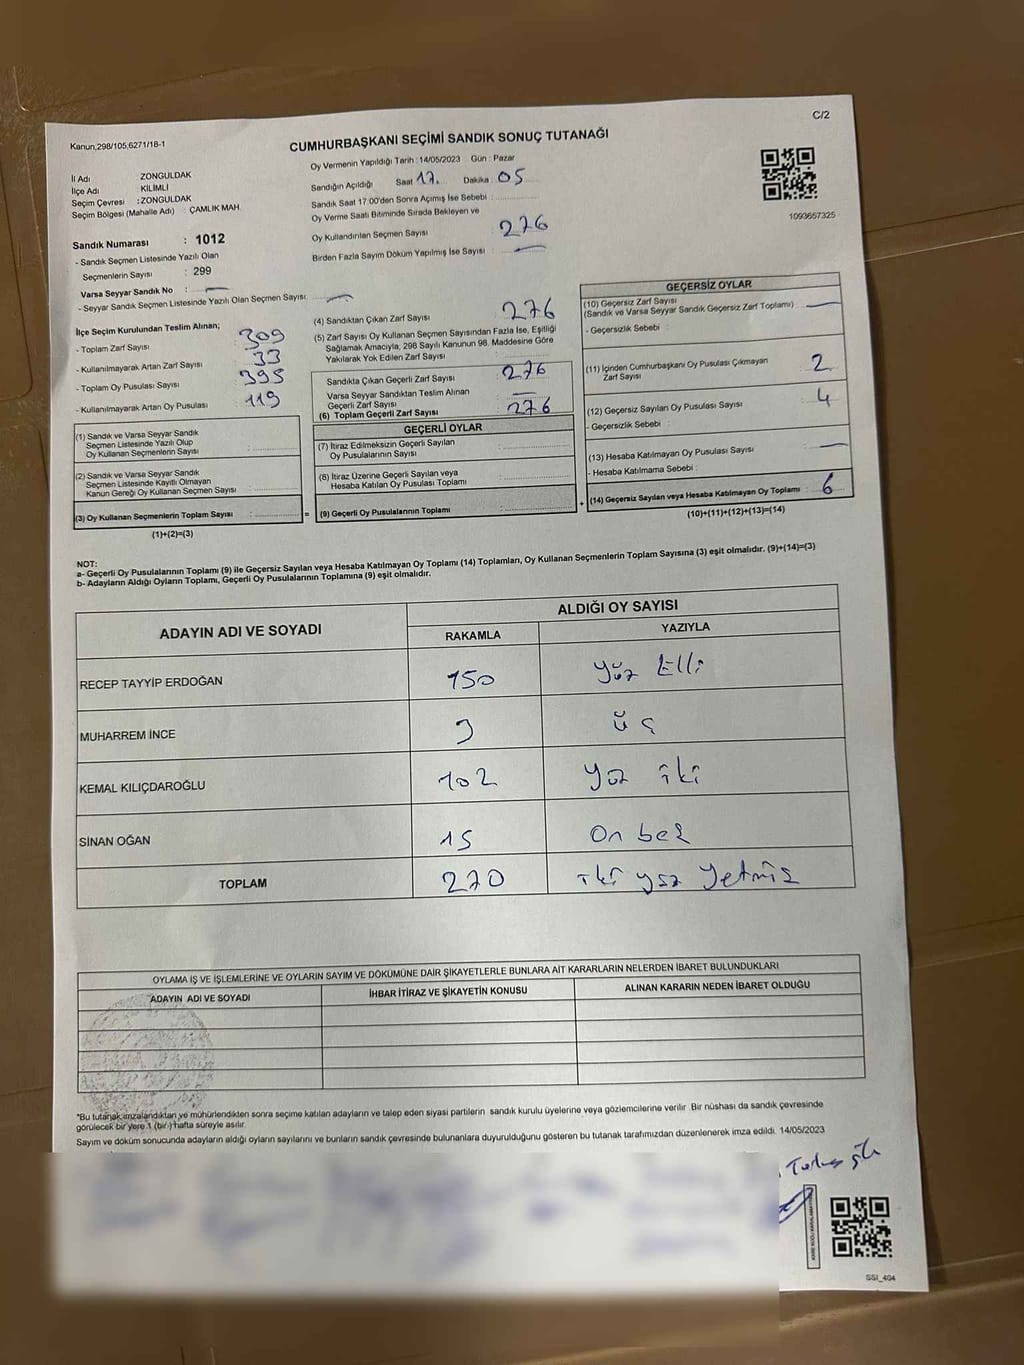 C/2
Kanun,298/105,6271/18-1
CUMHURBAŞKANI SEÇİMİ SANDIK SONUÇ TUTANAĞI
Oy Vermenin Yapıldığı Tarih : 14/05/2023 Gün : Pazar
İl Adı ZONGULDAK
İlçe Adı : KİLİMLİ
Seçim Çevresi : ZONGULDAK
Seçim Bölgesi (Mahalle Adı) : ÇAMLIK MAH.
Sandığın Açıldığı Saat 17. Dakika 05
Sandık Saat 17:00'den Sonra Açımış İse Sebebi :
Oy Verme Saati Bitiminde Sırada Bekleyen ve
Oy Kullandırılan Seçmen Sayısı 276
Birden Fazla Sayım Döküm Yapılmış İse Sayısı : —
1093657325
Sandık Numarası : 1012
- Sandık Seçmen Listesinde Yazılı Olan
Seçmenlerin Sayısı : 299
Varsa Seyyar Sandık No : —
- Seyyar Sandık Seçmen Listesinde Yazılı Olan Seçmen Sayısı: —
İlçe Seçim Kurulundan Teslim Alınan;
- Toplam Zarf Sayısı 309
- Kullanılmayarak Artan Zarf Sayısı 33
- Toplam Oy Pusulası Sayısı 395
- Kullanılmayarak Artan Oy Pusulası : 119
(4) Sandıktan Çıkan Zarf Sayısı 276
(5) Zarf Sayısı Oy Kullanan Seçmen Sayısından Fazla İse, Eşitliği
Sağlamak Amacıyla, 298 Sayılı Kanunun 98. Maddesine Göre
Yakılarak Yok Edilen Zarf Sayısı :
Sandıkta Çıkan Geçerli Zarf Sayısı 276
Varsa Seyyar Sandıktan Teslim Alınan
Geçerli Zarf Sayısı —
(6) Toplam Geçerli Zarf Sayısı 276
GEÇERSİZ OYLAR
(10) Geçersiz Zarf Sayısı —
(Sandık ve Varsa Seyyar Sandık Geçersiz Zarf Toplamı)
- Geçersizlik Sebebi :
(11) İçinden Cumhurbaşkanı Oy Pusulası Çıkmayan
Zarf Sayısı : 2
(12) Geçersiz Sayılan Oy Pusulası Sayısı 4
- Geçersizlik Sebebi :
(13) Hesaba Katılmayan Oy Pusulası Sayısı —
- Hesaba Katılmama Sebebi :
(14) Geçersiz Sayılan veya Hesaba Katılmayan Oy Toplamı : 6
(10)+(11)+(12)+(13)=(14)
(1) Sandık ve Varsa Seyyar Sandık
Seçmen Listesinde Yazılı Olup
Oy Kullanan Seçmenlerin Sayısı :
(2) Sandık ve Varsa Seyyar Sandık
Seçmen Listesinde Kayıtlı Olmayan
Kanun Gereği Oy Kullanan Seçmen Sayısı :
(3) Oy Kullanan Seçmenlerin Toplam Sayısı :
(1)+(2)=(3)
GEÇERLİ OYLAR
(7) İtiraz Edilmeksizin Geçerli Sayılan
Oy Pusulasının Sayısı :
(8) İtiraz Üzerine Geçerli Sayılan veya
Hesaba Katılan Oy Pusulası Toplamı :
= (9) Geçerli Oy Pusulalarının Toplamı : +
NOT:
a- Geçerli Oy Pusulalarının Toplamı (9) ile Geçersiz Sayılan veya Hesaba Katılmayan Oy Toplamı (14) Toplamları, Oy Kullanan Seçmenlerin Toplam Sayısına (3) eşit olmalıdır. (9)+(14)=(3)
b- Adayların Aldığı Oyların Toplamı, Geçerli Oy Pusulalarının Toplamına (9) eşit olmalıdır.
ADAYIN ADI VE SOYADI
ALDIĞI OY SAYISI
RAKAMLA YAZIYLA
RECEP TAYYİP ERDOĞAN 150 Yüz Elli
MUHARREM İNCE 3 üç
KEMAL KILIÇDAROĞLU 102 Yüz iki
SİNAN OĞAN 15 On beş
TOPLAM 270 iki yüz yetmiş
OYLAMA İŞ VE İŞLEMLERİNE VE OYLARIN SAYIM VE DÖKÜMÜNE DAİR ŞİKAYETLERLE BUNLARA AİT KARARLARIN NELERDEN İBARET BULUNDUKLARI
ADAYIN ADI VE SOYADI İHBAR İTİRAZ VE ŞİKAYETİN KONUSU ALINAN KARARIN NEDEN İBARET OLDUĞU
*Bu tutanak imzalandıktan ve mühürlendikten sonra seçime katılan adayların ve talep eden siyasi partilerin sandık kurulu üyelerine veya gözlemcilerine verilir. Bir nüshası da sandık çevresinde
görülecek bir yere 1 (bir) hafta süreyle asılır.
Sayım ve döküm sonucunda adayların aldığı oyların sayılarını ve bunların sandık çevresinde bulunanlara duyurulduğunu gösteren bu tutanak tarafımızdan düzenlenerek imza edildi. 14/05/2023
SSI_404